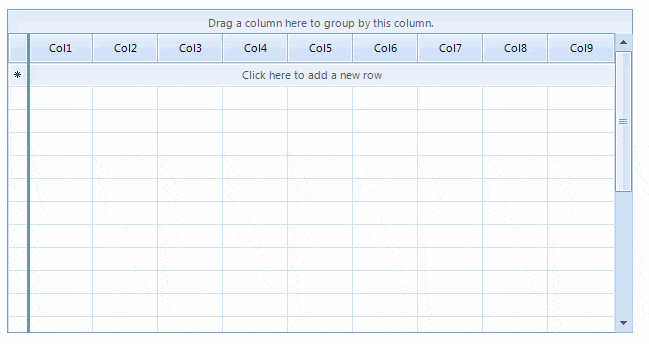 Drag a column here to group by this column.
Col1 Col2 Col3 Col4 Col5 Col6 Col7 Col8 Col9
* Click here to add a new row